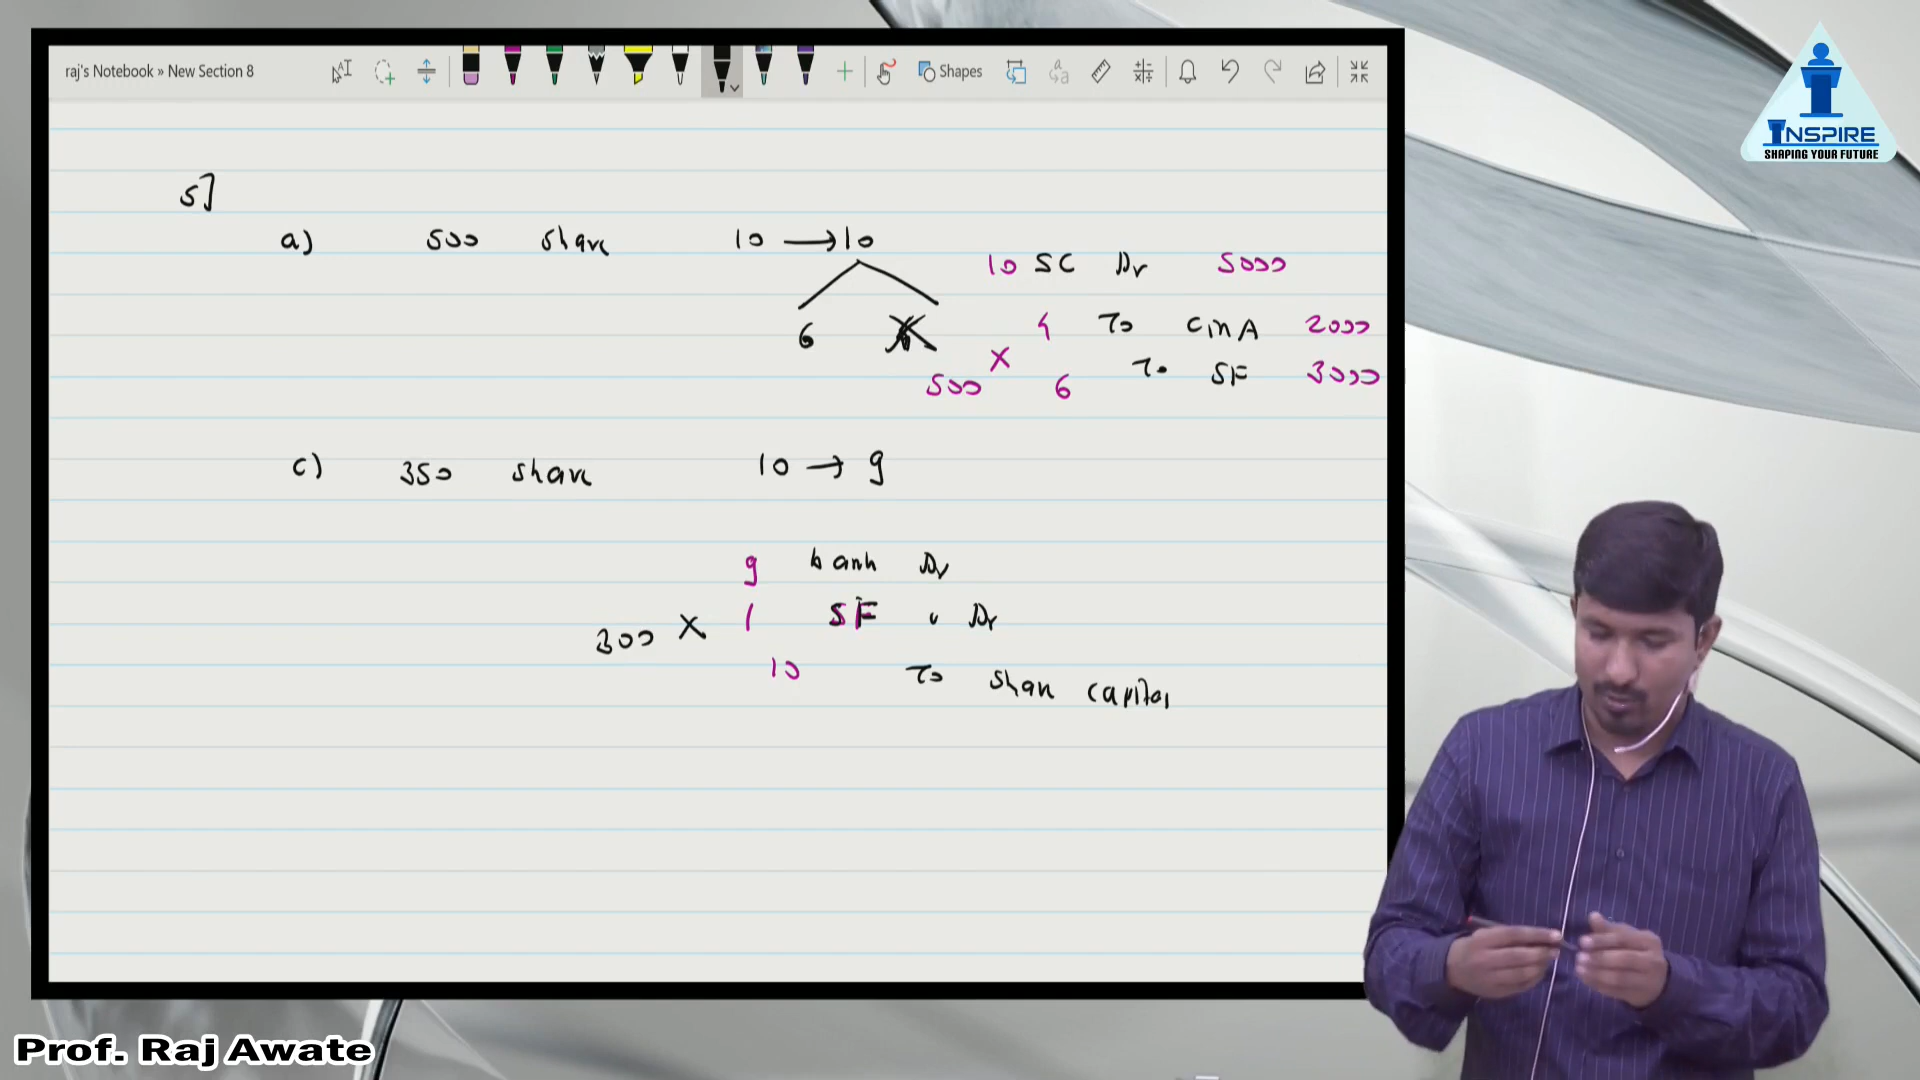 raj's Notebook » New Section 8
Shapes
INSPIRE
SHAPING YOUR FUTURE
5]
a) 500 share 10 → 10
10 SC Dr 5000
6
4 To CinA 2000
500 × 6 To SF 3000
c) 350 share 10 → 9
9 bank Dr
300 × 1 SF Dr
10 To share capital
Prof. Raj Awate